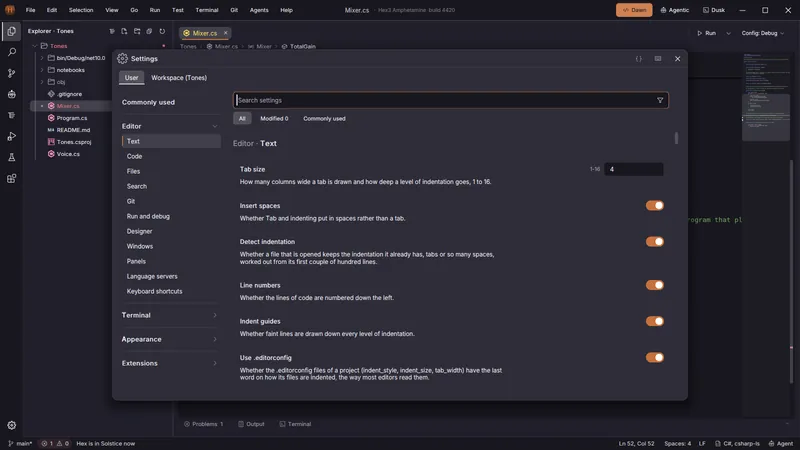 File Edit Selection View Go Run Test Terminal Git Agents Help
Mixer.cs - Hex3 Amphetamine build 4420
Dawn Agentic Dusk
Explorer · Tones
Mixer.cs
Run Config: Debug
Tones Mixer.cs Mixer TotalGain
Tones
bin/Debug/net10.0
notebooks
obj
.gitignore
Mixer.cs
Program.cs
README.md
Tones.csproj
Voice.cs
Settings
User Workspace (Tones)
Commonly used
Editor
Text
Code
Files
Search
Git
Run and debug
Designer
Windows
Panels
Language servers
Keyboard shortcuts
Terminal
Appearance
Extensions
Search settings
All Modified 0 Commonly used
Editor · Text
Tab size
How many columns wide a tab is drawn and how deep a level of indentation goes, 1 to 16.
1-16 4
Insert spaces
Whether Tab and indenting put in spaces rather than a tab.
Detect indentation
Whether a file that is opened keeps the indentation it already has, tabs or so many spaces,
worked out from its first couple of hundred lines.
Line numbers
Whether the lines of code are numbered down the left.
Indent guides
Whether faint lines are drawn down every level of indentation.
Use .editorconfig
Whether the .editorconfig files of a project (indent_style, indent_size, tab_width) have the last
word on how its files are indented, the way most editors read them.
rogram that pl
Problems 1 Output Terminal
main* 1 0 Hex is in Solstice now
Ln 52, Col 52 Spaces: 4 LF C#, csharp-ls Agent